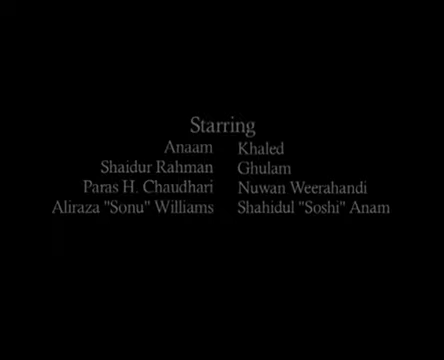 Starring
Anaam Khaled
Shaidur Rahman Ghulam
Paras H. Chaudhari Nuwan Weerahandi
Aliraza "Sonu" Williams Shahidul "Soshi" Anam